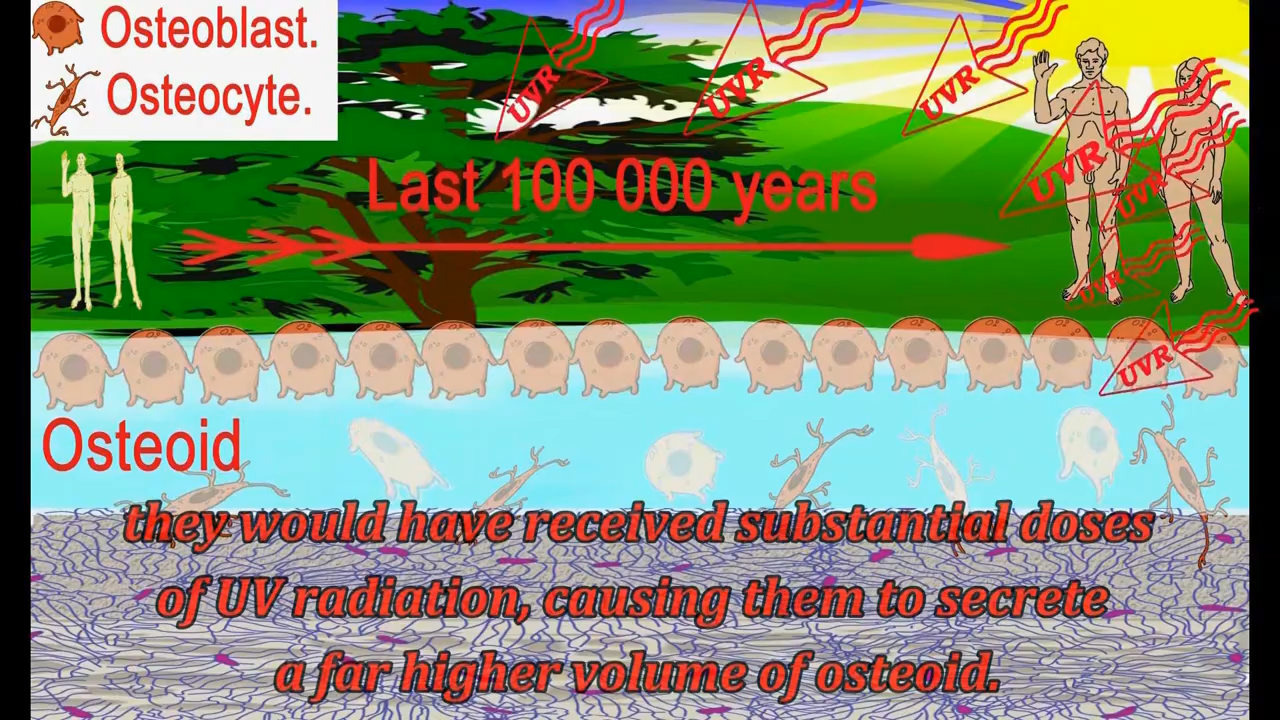 Osteoblast.
Osteocyte.
UVR
UVR
UVR
UVR
UVR
Last 100 000 years
UVR
UVR
Osteoid
they would have received substantial doses
of UV radiation, causing them to secrete
a far higher volume of osteoid.